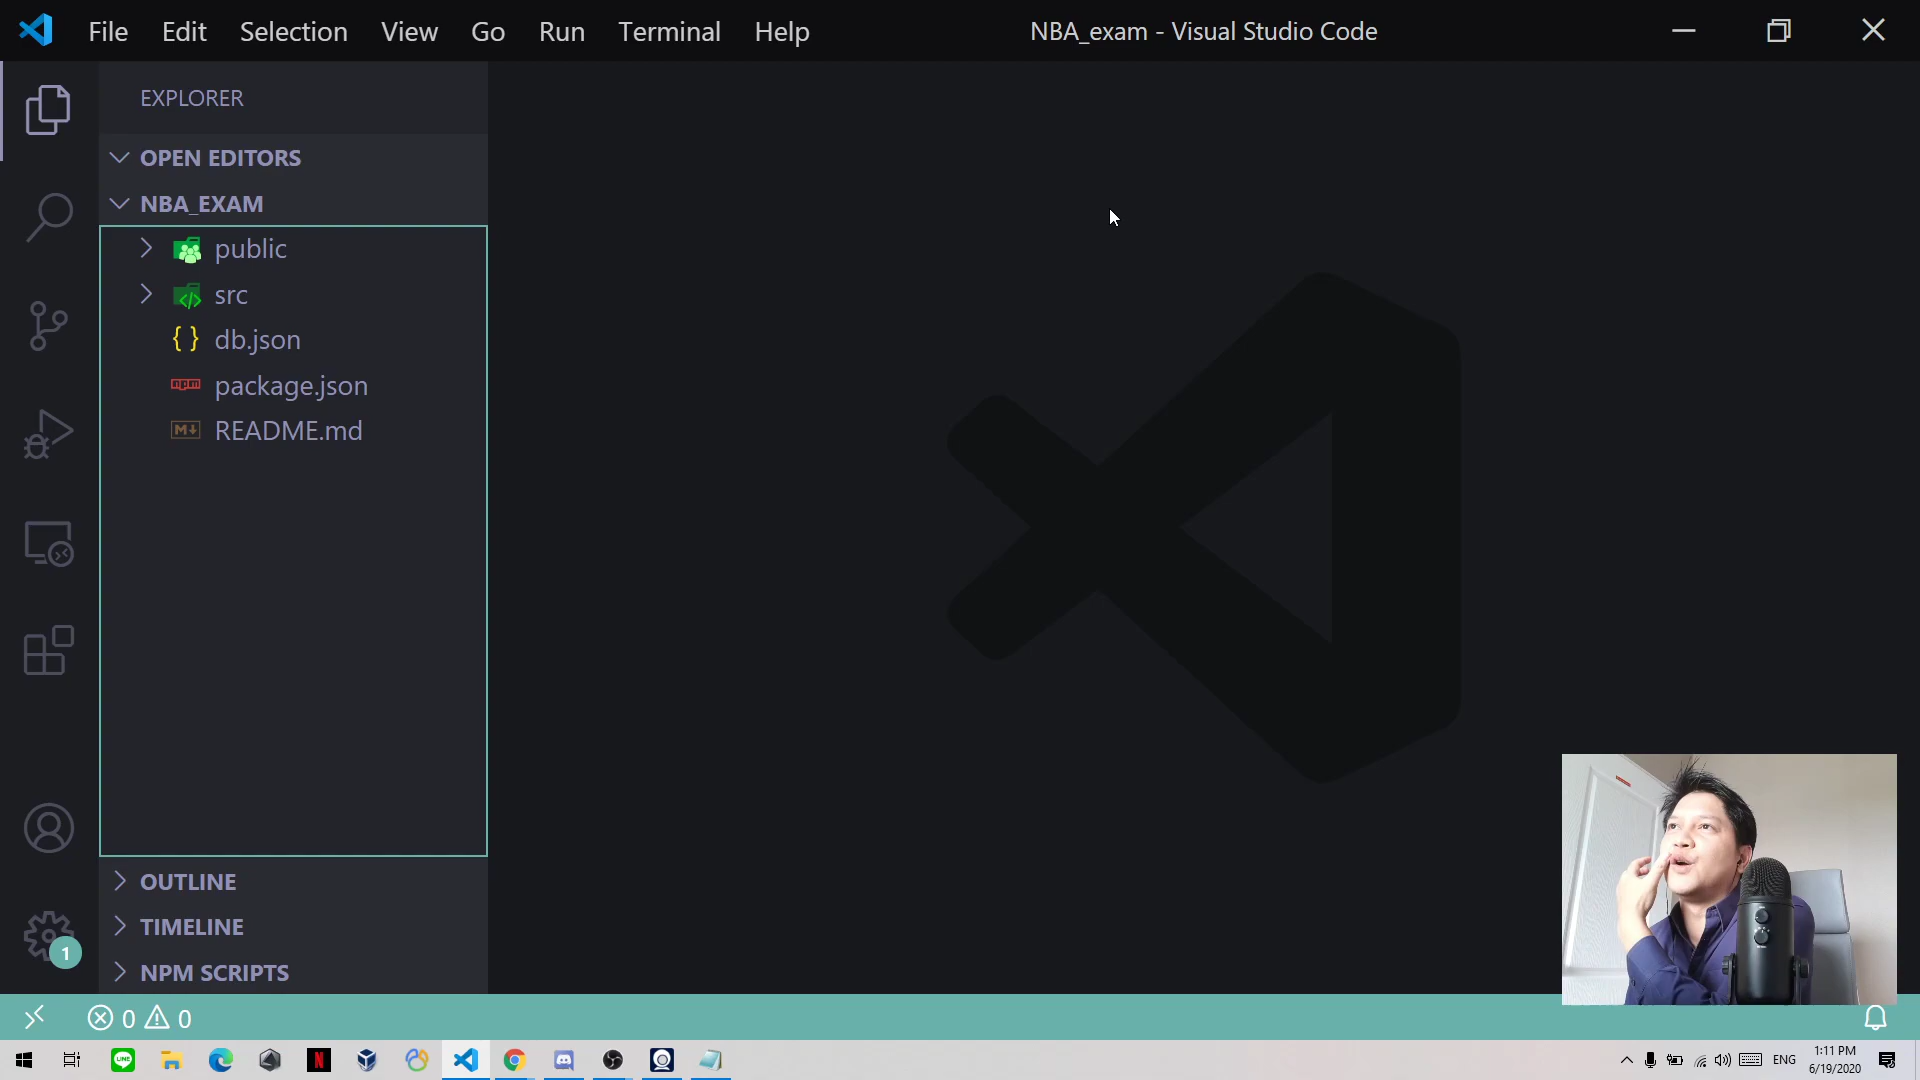 File Edit Selection View Go Run Terminal Help
NBA_exam - Visual Studio Code
EXPLORER
OPEN EDITORS
NBA_EXAM
public
src
{ } db.json
package.json
M↓ README.md
OUTLINE
TIMELINE
NPM SCRIPTS
1
0 0
LINE
N
ENG
1:11 PM
6/19/2020